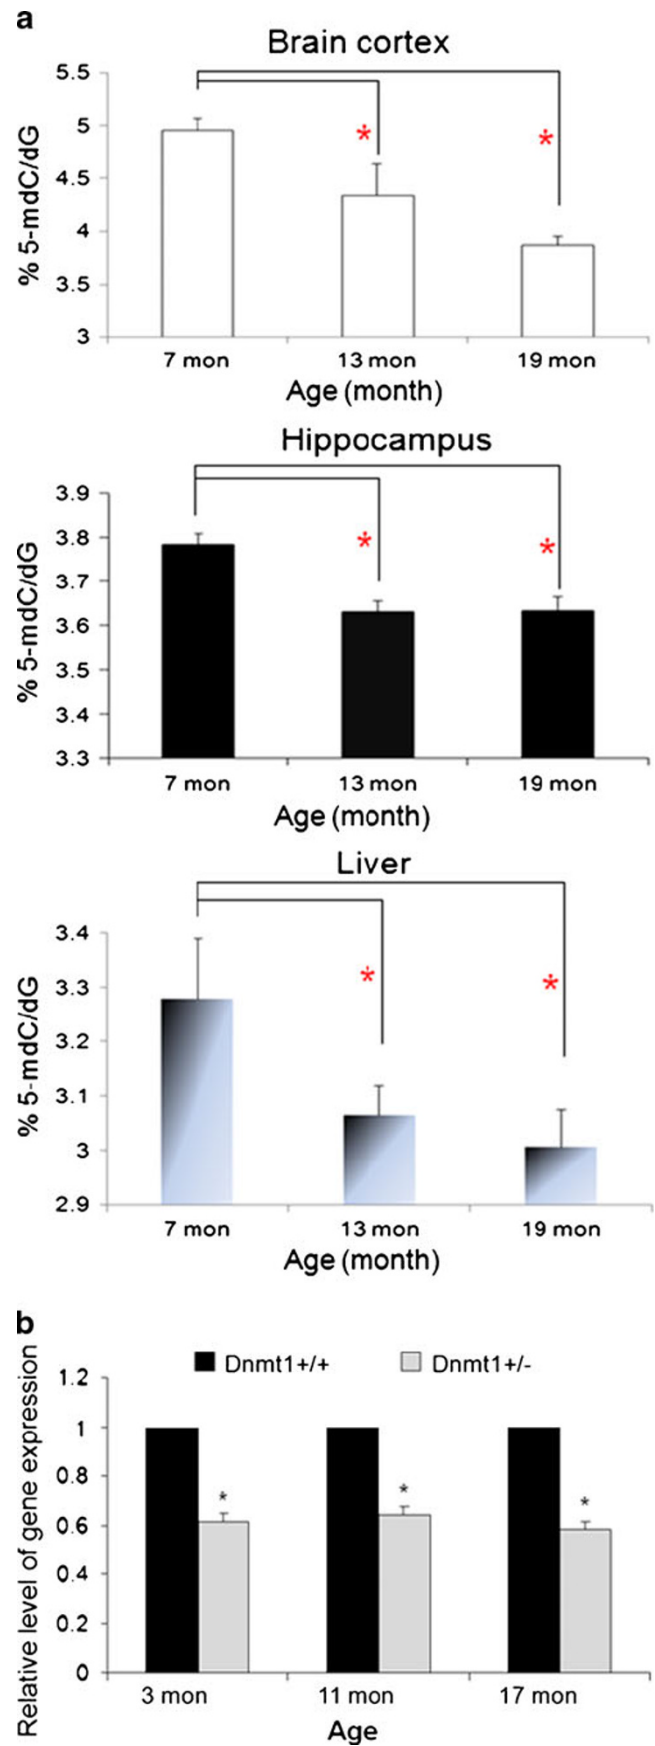 a
Brain cortex
% 5-mdC/dG
5.5
5
4.5
4
3.5
3
*
*
7 mon 13 mon 19 mon
Age (month)
Hippocampus
% 5-mdC/dG
3.9
3.8
3.7
3.6
3.5
3.4
3.3
*
*
7 mon 13 mon 19 mon
Age (month)
Liver
% 5-mdC/dG
3.4
3.3
3.2
3.1
3
2.9
*
*
7 mon 13 mon 19 mon
Age (month)
b
Dnmt1+/+ Dnmt1+/-
Relative level of gene expression
1.2
1
0.8
0.6
0.4
0.2
0
*
*
*
3 mon 11 mon 17 mon
Age